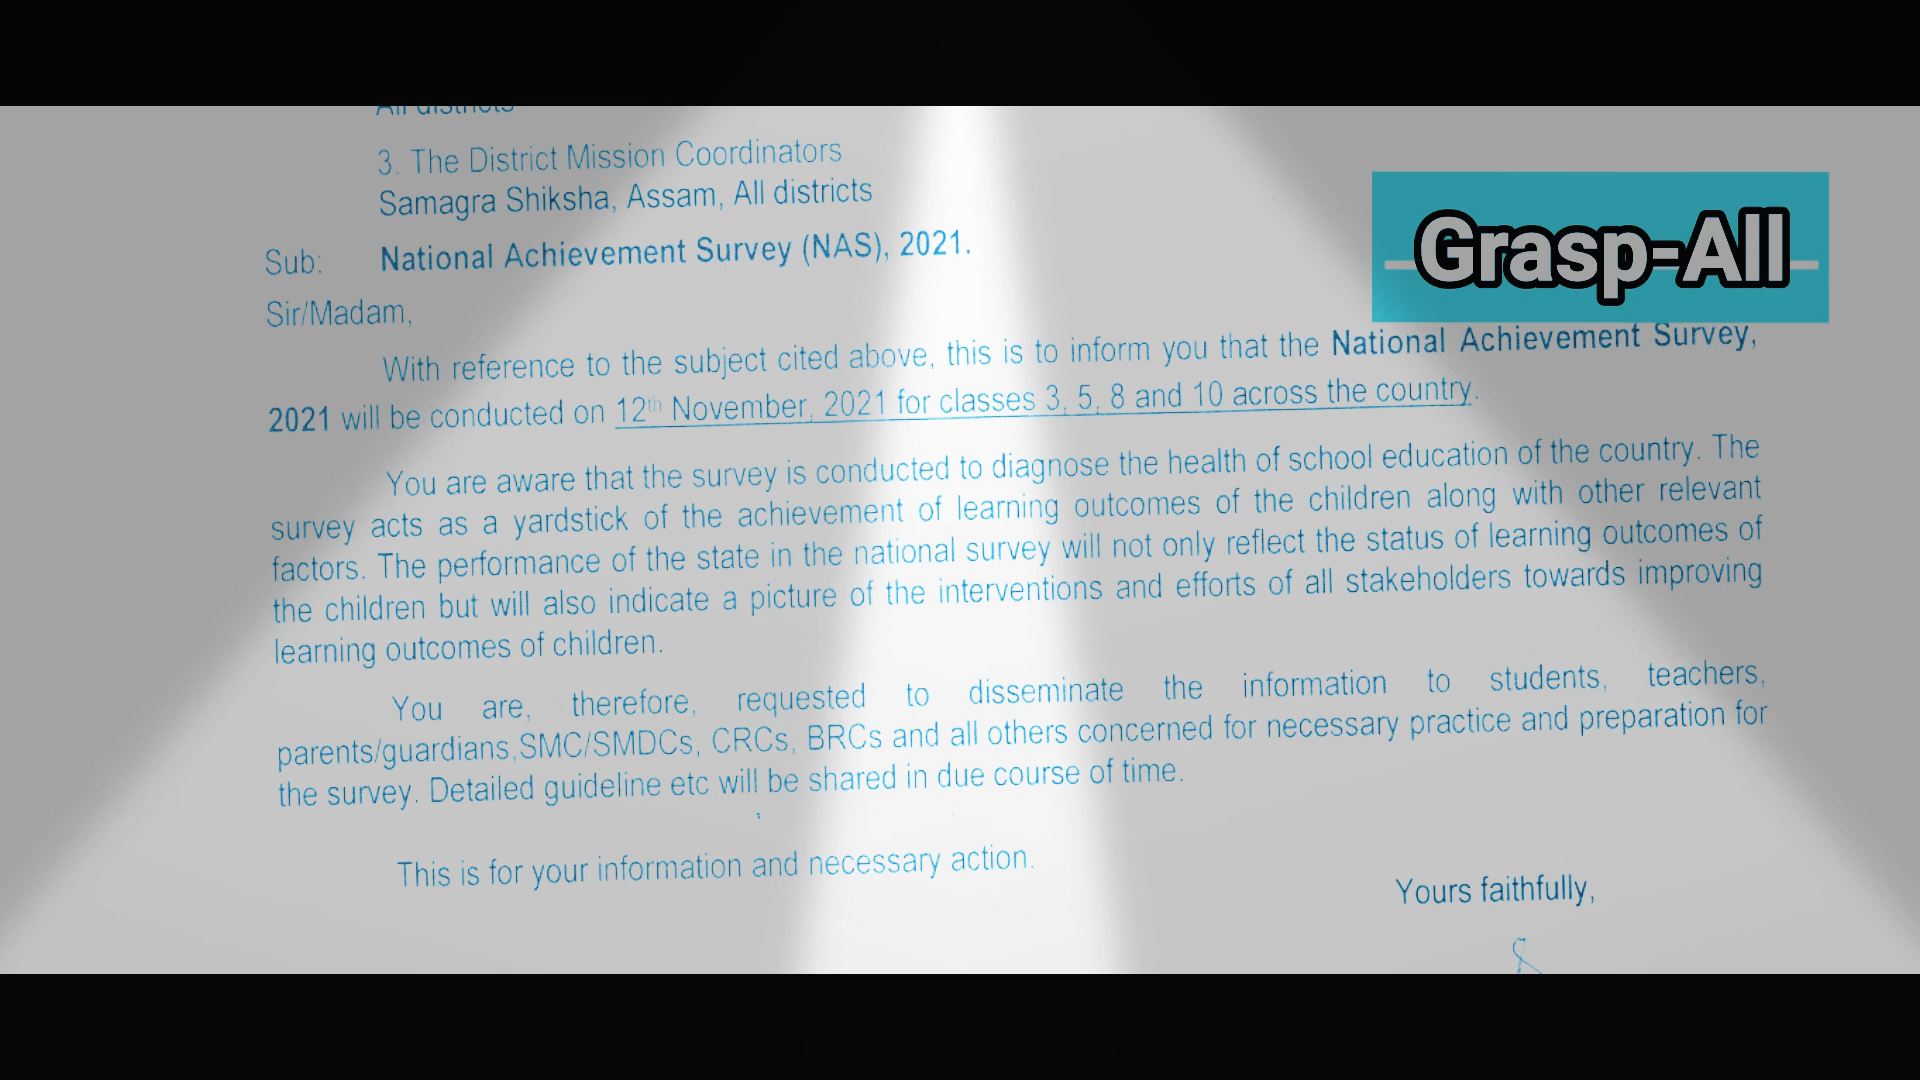 All districts
3. The District Mission Coordinators
Samagra Shiksha, Assam, All districts
Grasp-All
Sub: National Achievement Survey (NAS), 2021.
Sir/Madam,
With reference to the subject cited above, this is to inform you that the National Achievement Survey,
2021 will be conducted on 12th November, 2021 for classes 3, 5, 8 and 10 across the country.
You are aware that the survey is conducted to diagnose the health of school education of the country. The
survey acts as a yardstick of the achievement of learning outcomes of the children along with other relevant
factors. The performance of the state in the national survey will not only reflect the status of learning outcomes of
the children but will also indicate a picture of the interventions and efforts of all stakeholders towards improving
learning outcomes of children.
You are, therefore, requested to disseminate the information to students, teachers,
parents/guardians,SMC/SMDCs, CRCs, BRCs and all others concerned for necessary practice and preparation for
the survey. Detailed guideline etc will be shared in due course of time.
This is for your information and necessary action.
Yours faithfully,